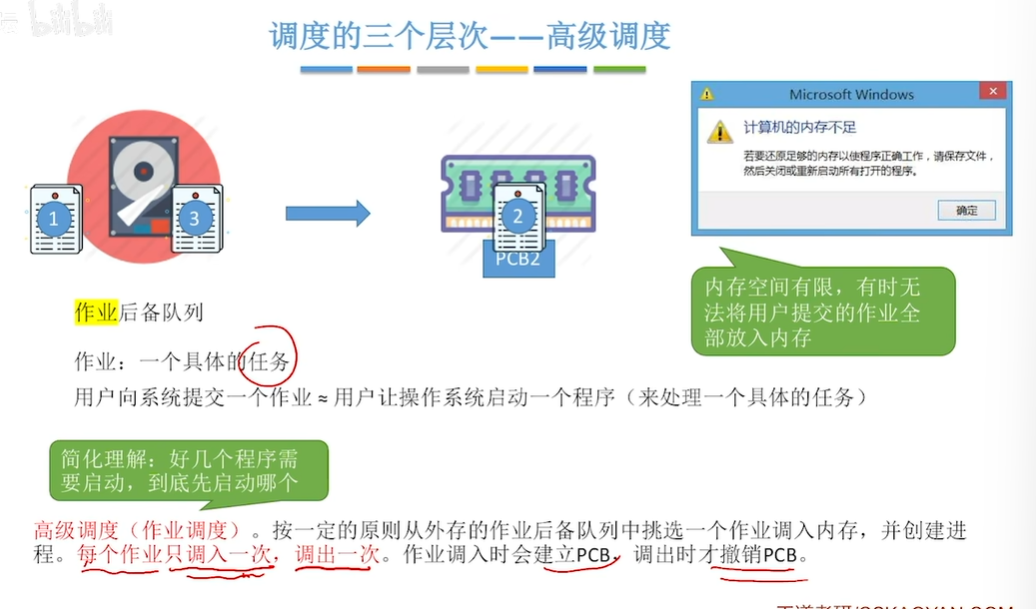 bilibili
调度的三个层次——高级调度
Microsoft Windows
计算机的内存不足
若要还原足够的内存以使程序正确工作，请保存文件，
然后关闭或重新启动所有打开的程序。
确定
1
3
2
PCB2
内存空间有限，有时无
法将用户提交的作业全
部放入内存
作业后备队列
作业：一个具体的任务
用户向系统提交一个作业 ≈ 用户让操作系统启动一个程序（来处理一个具体的任务）
简化理解：好几个程序需
要启动，到底先启动哪个
高级调度（作业调度）。按一定的原则从外存的作业后备队列中挑选一个作业调入内存，并创建进
程。每个作业只调入一次，调出一次。作业调入时会建立PCB，调出时才撤销PCB。